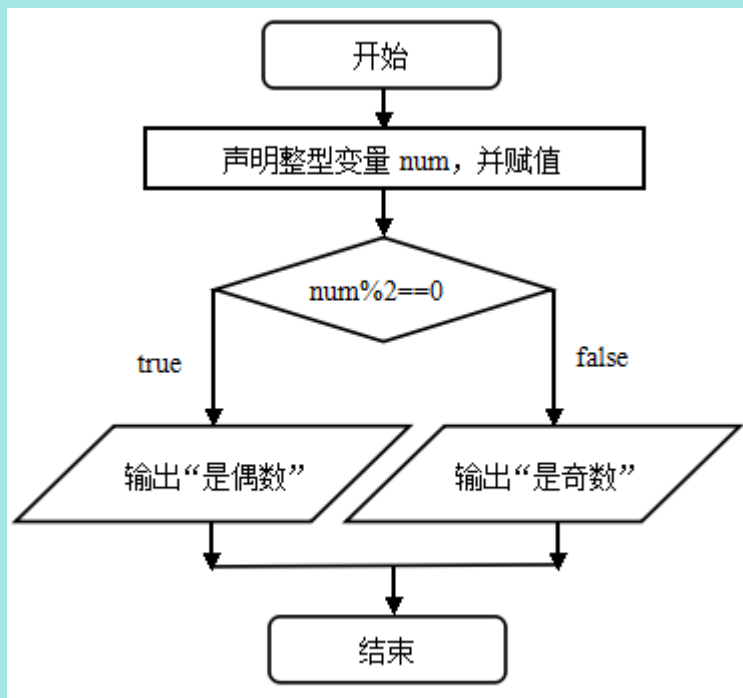 开始
声明整型变量 num，并赋值
num%2==0
true
false
输出“是偶数”
输出“是奇数”
结束